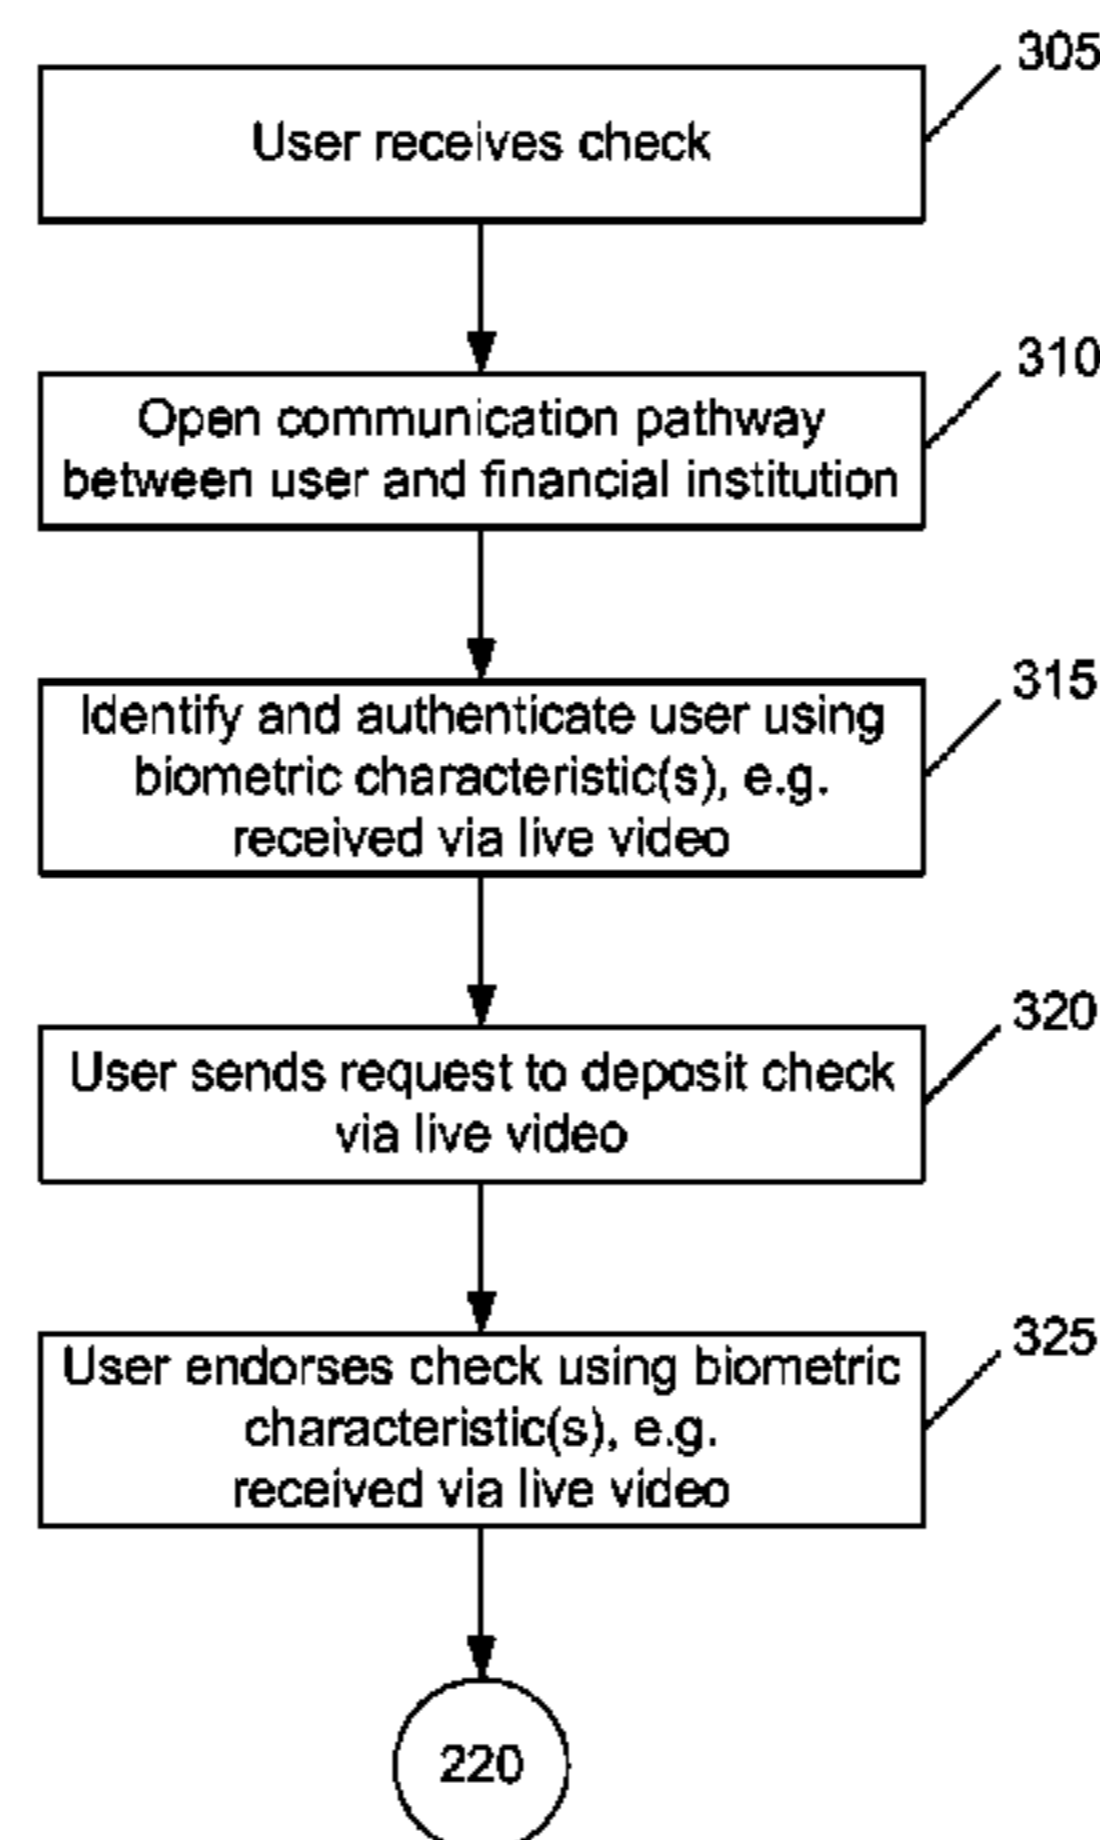 305
User receives check
310
Open communication pathway
between user and financial institution
315
Identify and authenticate user using
biometric characteristic(s), e.g.
received via live video
320
User sends request to deposit check
via live video
325
User endorses check using biometric
characteristic(s), e.g.
received via live video
220